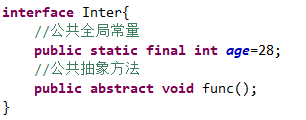 interface Inter{
    //公共全局常量
    public static final int age=28;
    //公共抽象方法
    public abstract void func();
}